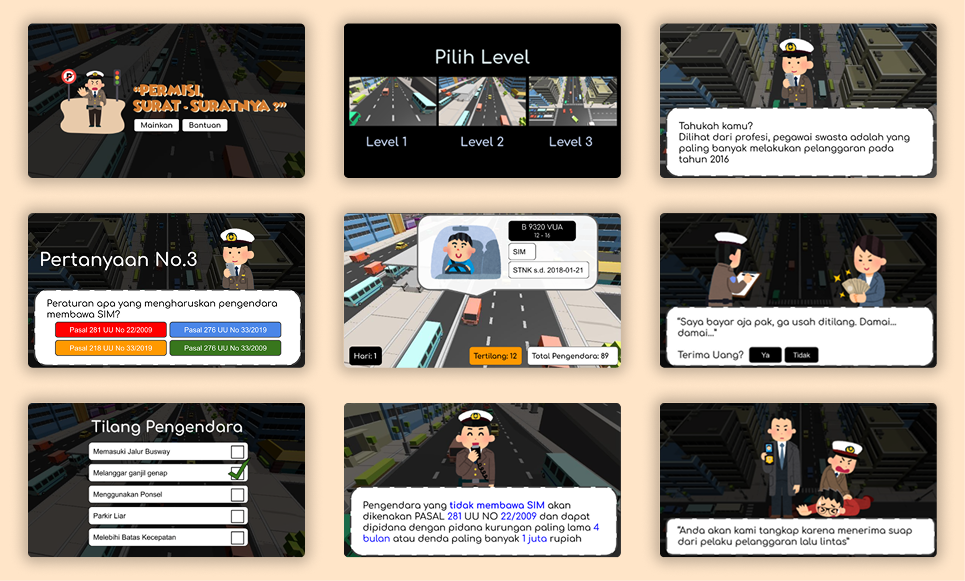 P
"PERMISI,
SURAT - SURATNYA ?"
Mainkan
Bantuan
Pilih Level
Level 1
Level 2
Level 3
Tahukah kamu?
Dilihat dari profesi, pegawai swasta adalah yang
paling banyak melakukan pelanggaran pada
tahun 2016
Pertanyaan No.3
Peraturan apa yang mengharuskan pengendara
membawa SIM?
Pasal 281 UU No 22/2009
Pasal 276 UU No 33/2019
Pasal 218 UU No 33/2019
Pasal 276 UU No 33/2009
B 9320 VUA
12 - 16
SIM
STNK s.d. 2018-01-21
Hari: 1
Tertilang: 12
Total Pengendara: 89
"Saya bayar aja pak, ga usah ditilang. Damai...
damai..."
Terima Uang?
Ya
Tidak
Tilang Pengendara
Memasuki Jalur Busway
Melanggar ganjil genap
Menggunakan Ponsel
Parkir Liar
Melebihi Batas Kecepatan
Pengendara yang tidak membawa SIM akan
dikenakan PASAL 281 UU NO 22/2009 dan dapat
dipidana dengan pidana kurungan paling lama 4
bulan atau denda paling banyak 1 juta rupiah
"Anda akan kami tangkap karena menerima suap
dari pelaku pelanggaran lalu lintas"